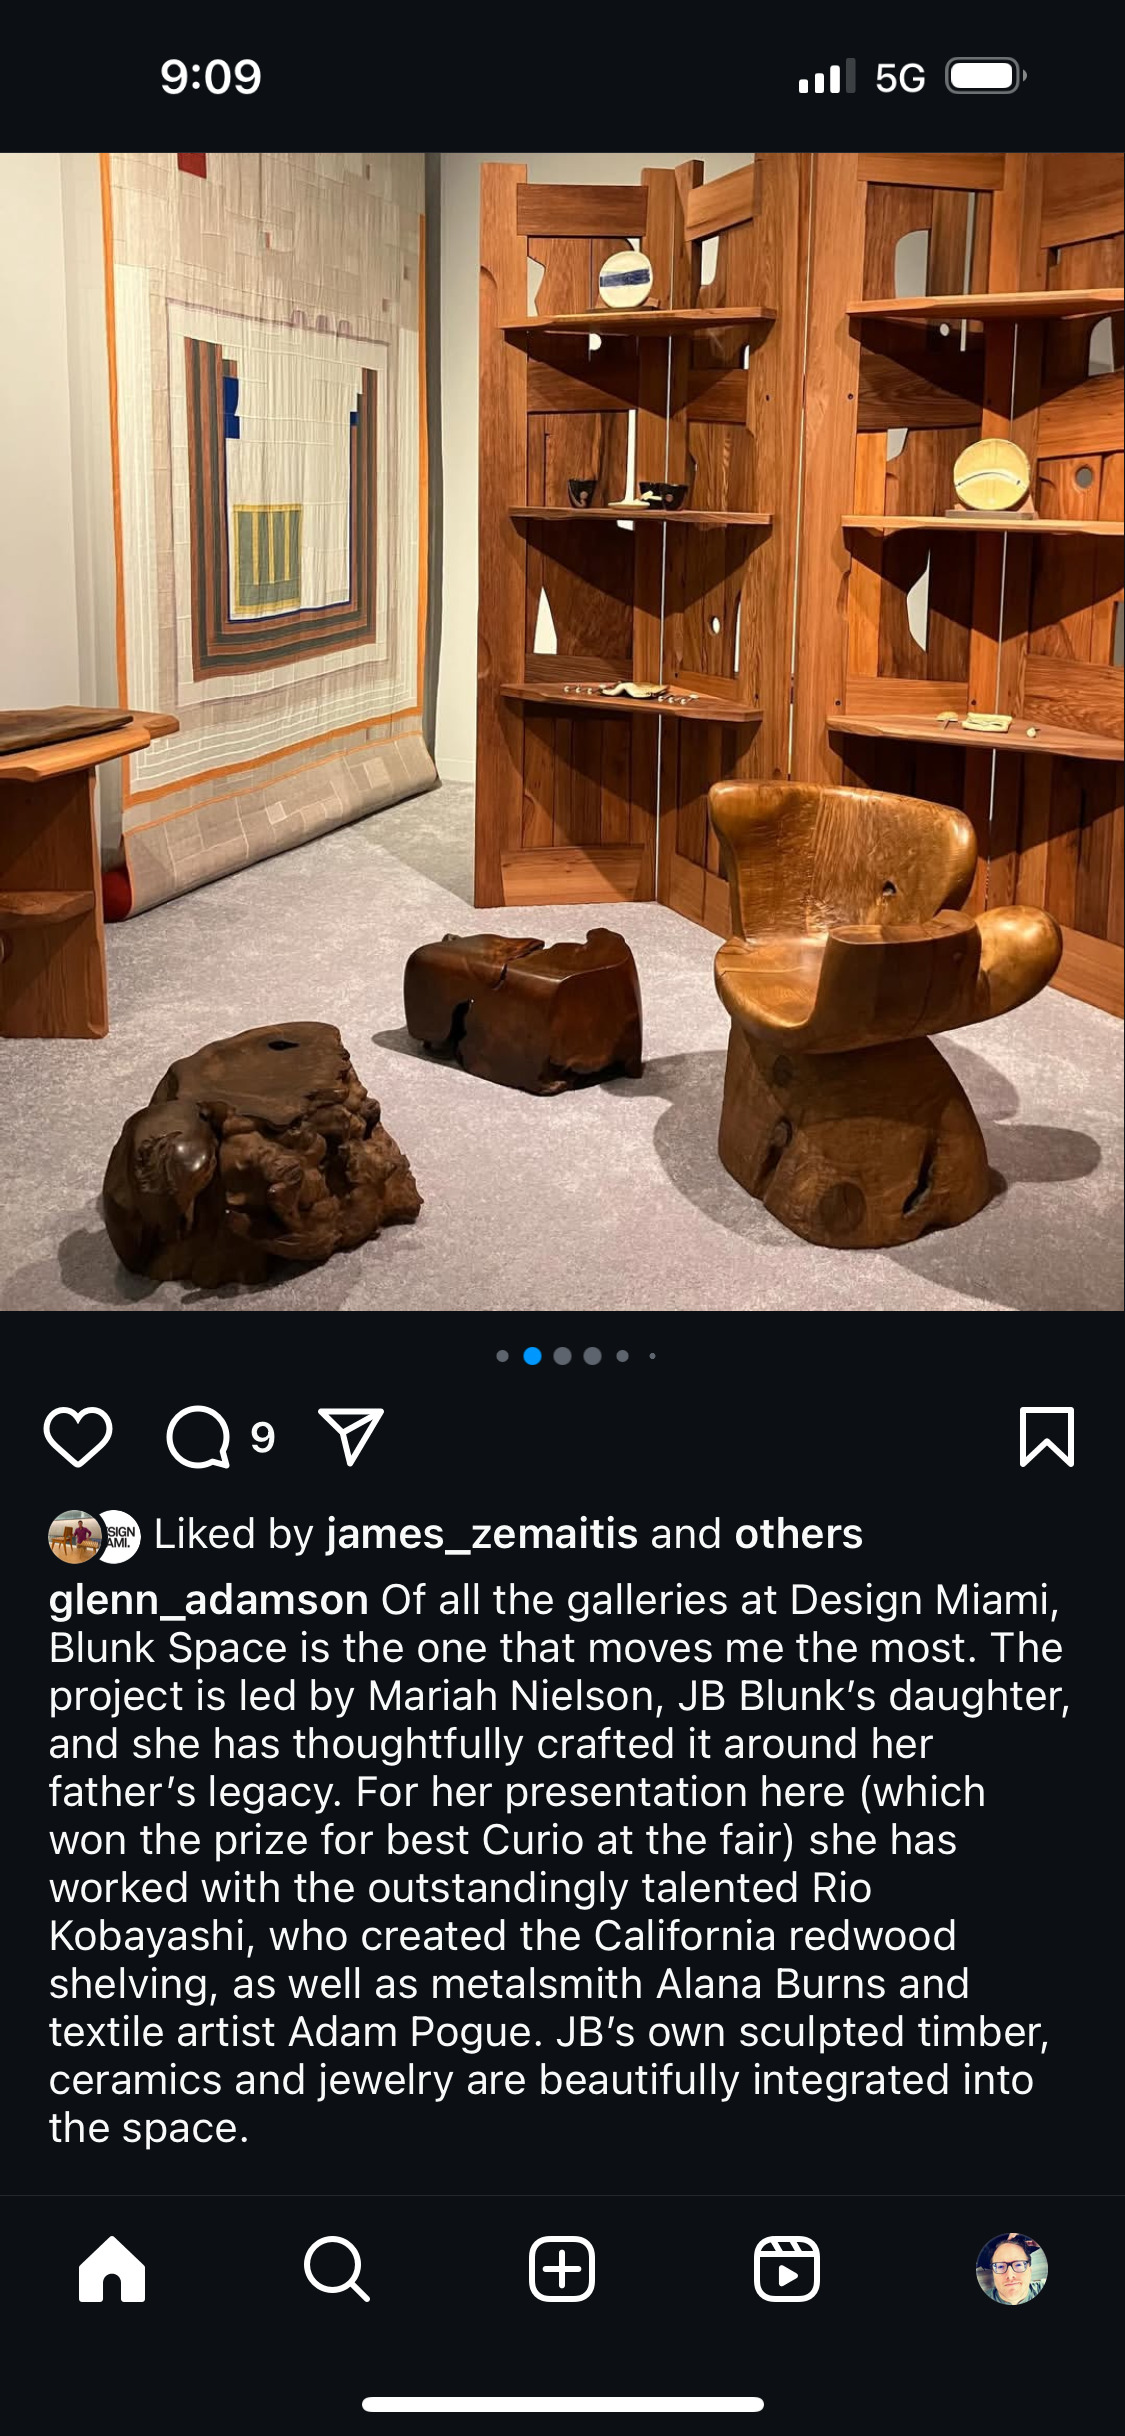 9:09
5G
9
SIGN
AMI.
Liked by james_zemaitis and others
glenn_adamson Of all the galleries at Design Miami,
Blunk Space is the one that moves me the most. The
project is led by Mariah Nielson, JB Blunk’s daughter,
and she has thoughtfully crafted it around her
father’s legacy. For her presentation here (which
won the prize for best Curio at the fair) she has
worked with the outstandingly talented Rio
Kobayashi, who created the California redwood
shelving, as well as metalsmith Alana Burns and
textile artist Adam Pogue. JB’s own sculpted timber,
ceramics and jewelry are beautifully integrated into
the space.